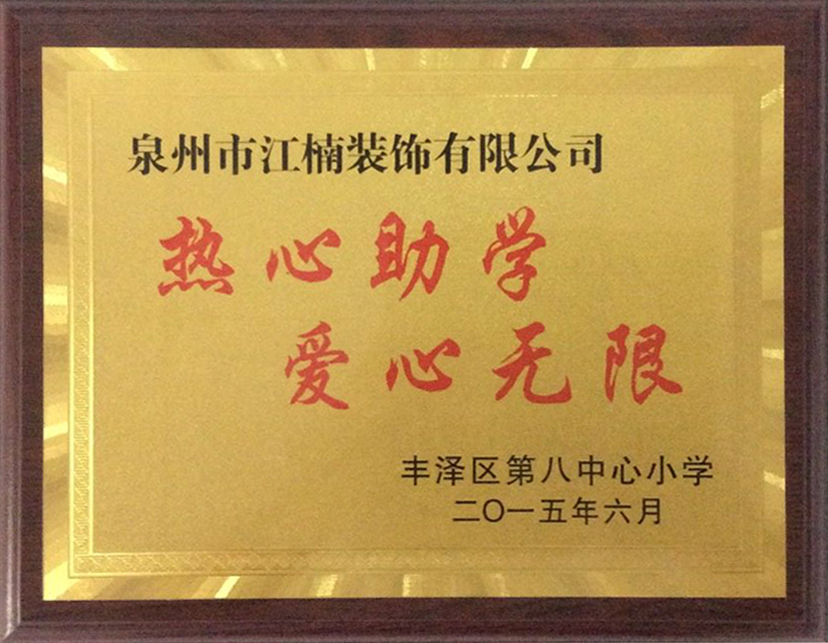 泉州市江楠装饰有限公司
热心助学
爱心无限
丰泽区第八中心小学
二〇一五年六月